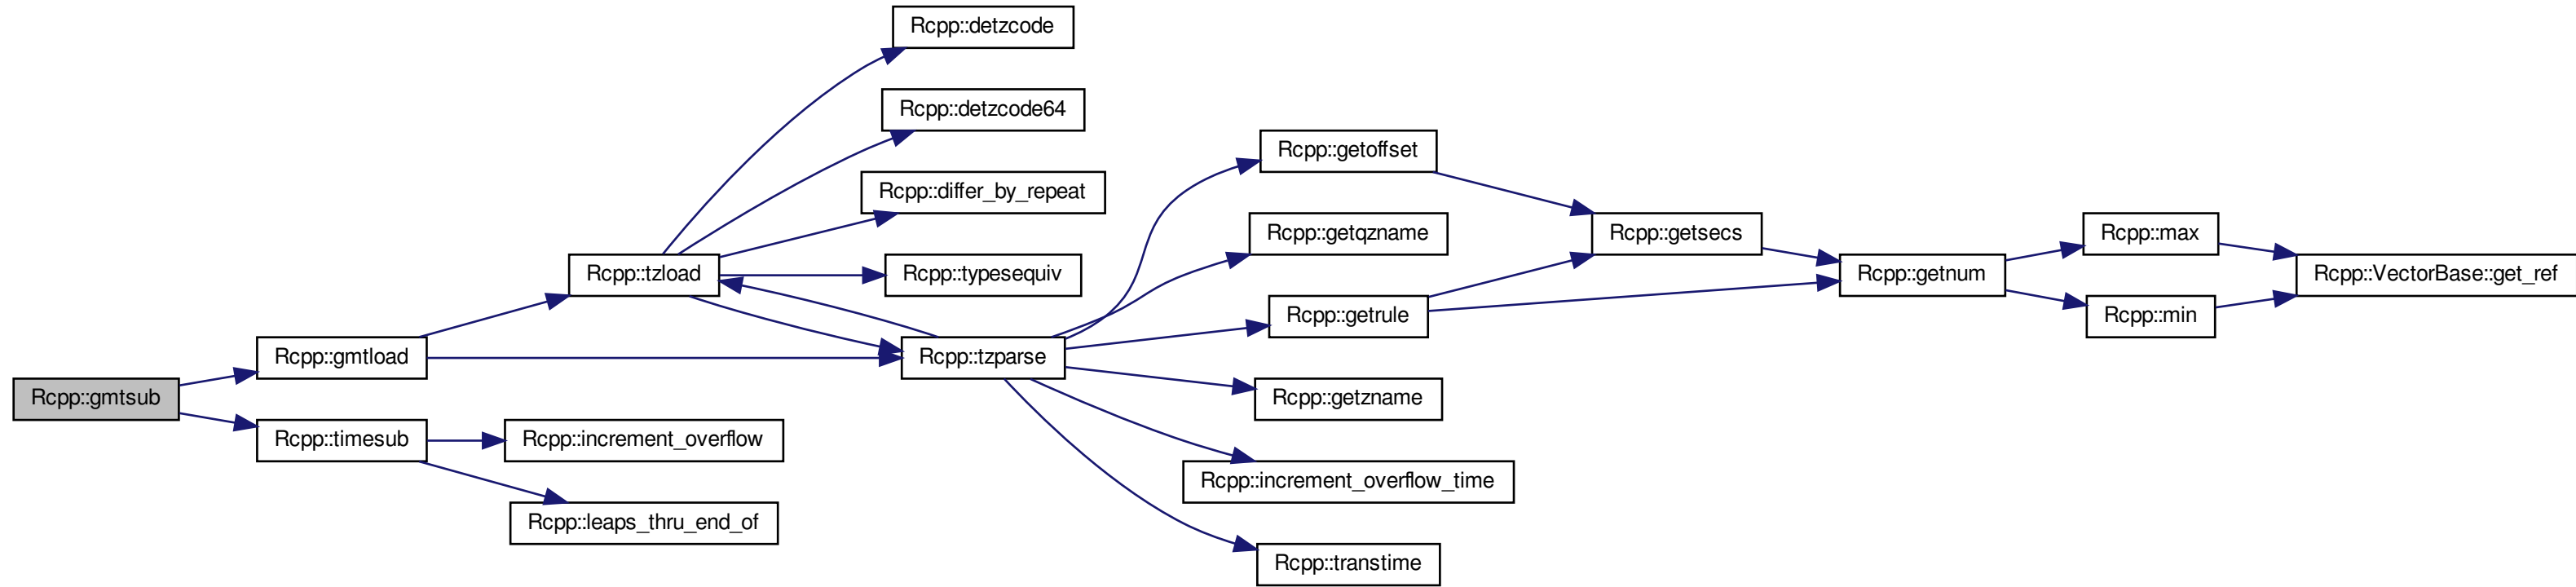 Rcpp::detzcode
Rcpp::detzcode64
Rcpp::getoffset
Rcpp::differ_by_repeat
Rcpp::getqzname
Rcpp::getsecs
Rcpp::max
Rcpp::tzload
Rcpp::typesequiv
Rcpp::getnum
Rcpp::VectorBase::get_ref
Rcpp::getrule
Rcpp::min
Rcpp::gmtload
Rcpp::tzparse
Rcpp::gmtsub
Rcpp::getzname
Rcpp::timesub
Rcpp::increment_overflow
Rcpp::increment_overflow_time
Rcpp::leaps_thru_end_of
Rcpp::transtime